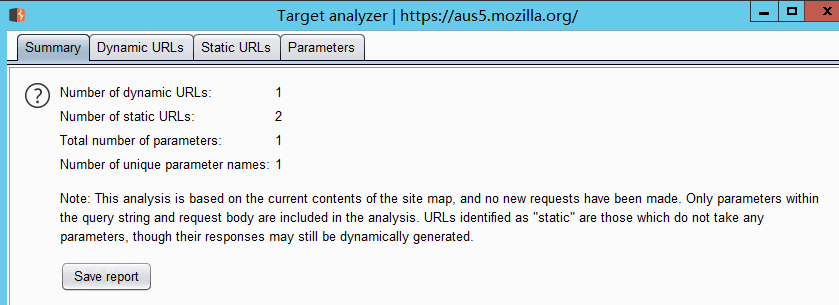 Target analyzer | https://aus5.mozilla.org/
Summary Dynamic URLs Static URLs Parameters
Number of dynamic URLs: 1
Number of static URLs: 2
Total number of parameters: 1
Number of unique parameter names: 1
Note: This analysis is based on the current contents of the site map, and no new requests have been made. Only parameters within
the query string and request body are included in the analysis. URLs identified as "static" are those which do not take any
parameters, though their responses may still be dynamically generated.
Save report